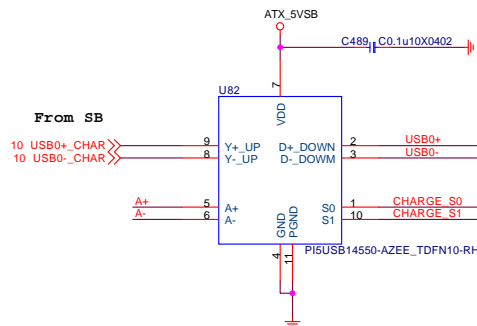 ATX_5VSB
C489 C0.1u10X0402
U82
7
VDD
From SB
10 USB0+_CHAR 9 Y+_UP D+_DOWN 2 USB0+
10 USB0-_CHAR 8 Y-_UP D-_DOWM 3 USB0-
A+ 5 A+ S0 1 CHARGE_S0
A- 6 A- S1 10 CHARGE_S1
GND PGND
4 11
PI5USB14550-AZEE_TDFN10-RH